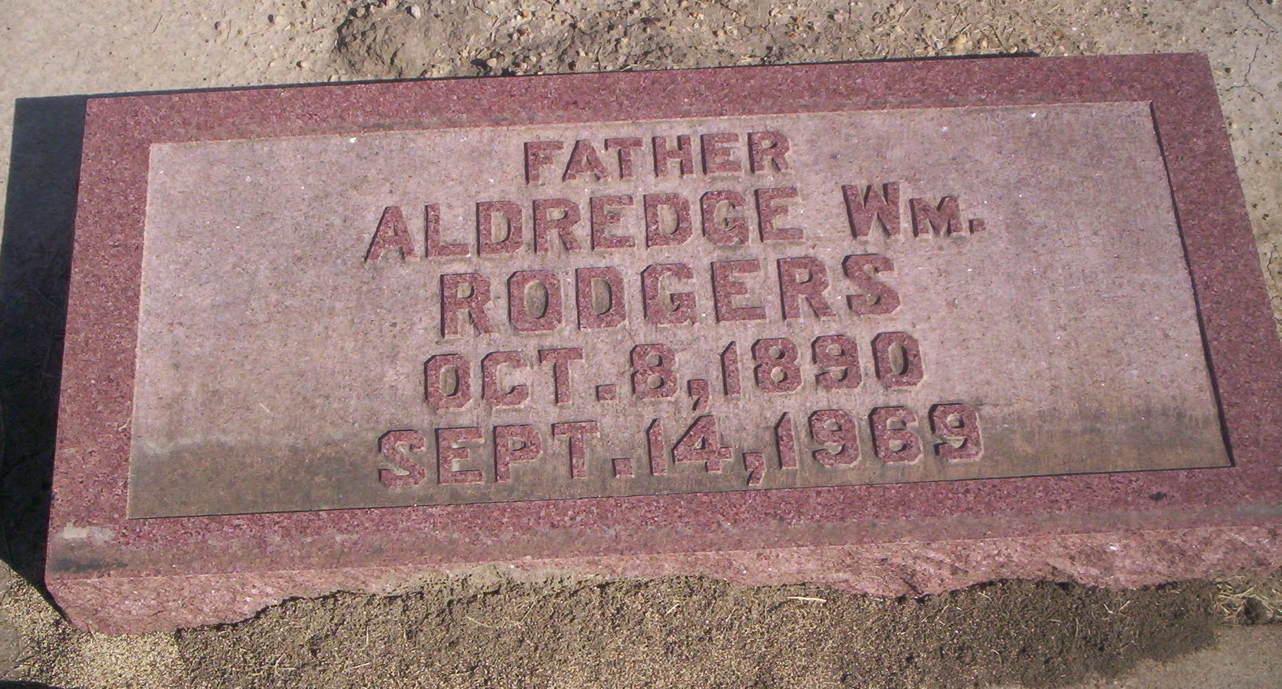 FATHER
ALDREDGE WM.
RODGERS
OCT. 8, 1890
SEPT. 14, 1969